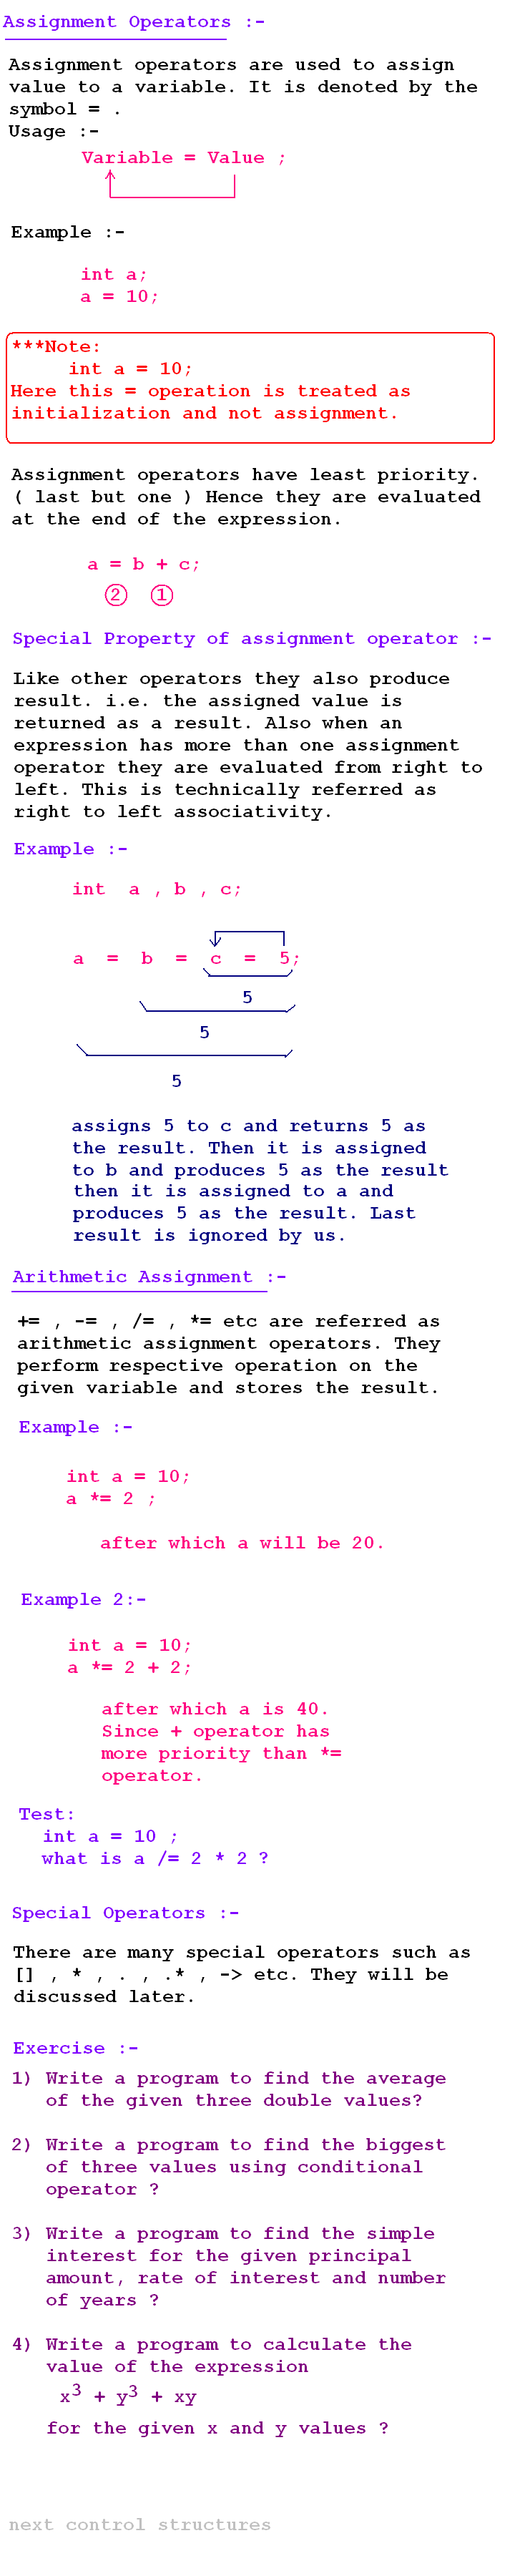 Assignment Operators :-
Assignment operators are used to assign
value to a variable. It is denoted by the
symbol = .
Usage :-
Variable = Value ;
Example :-
int a;
a = 10;
***Note:
int a = 10;
Here this = operation is treated as
initialization and not assignment.
Assignment operators have least priority.
( last but one ) Hence they are evaluated
at the end of the expression.
a = b + c;
2 1
Special Property of assignment operator :-
Like other operators they also produce
result. i.e. the assigned value is
returned as a result. Also when an
expression has more than one assignment
operator they are evaluated from right to
left. This is technically referred as
right to left associativity.
Example :-
int a , b , c;
a = b = c = 5;
5
5
5
assigns 5 to c and returns 5 as
the result. Then it is assigned
to b and produces 5 as the result
then it is assigned to a and
produces 5 as the result. Last
result is ignored by us.
Arithmetic Assignment :-
+= , -= , /= , *= etc are referred as
arithmetic assignment operators. They
perform respective operation on the
given variable and stores the result.
Example :-
int a = 10;
a *= 2 ;
after which a will be 20.
Example 2:-
int a = 10;
a *= 2 + 2;
after which a is 40.
Since + operator has
more priority than *=
operator.
Test:
int a = 10 ;
what is a /= 2 * 2 ?
Special Operators :-
There are many special operators such as
[] , * , . , .* , -> etc. They will be
discussed later.
Exercise :-
1) Write a program to find the average
of the given three double values?
2) Write a program to find the biggest
of three values using conditional
operator ?
3) Write a program to find the simple
interest for the given principal
amount, rate of interest and number
of years ?
4) Write a program to calculate the
value of the expression
x³ + y³ + xy
for the given x and y values ?
next control structures